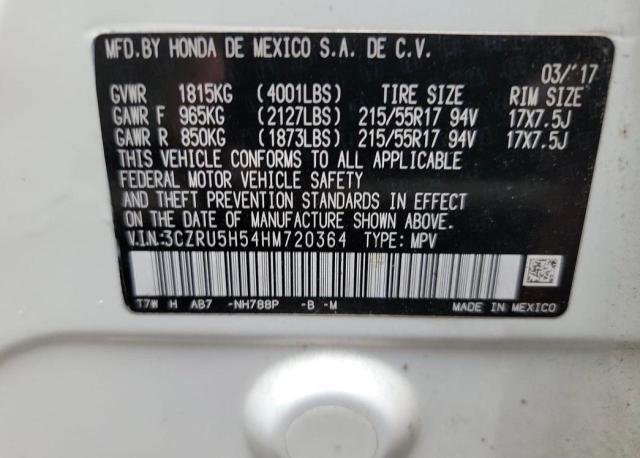 MFD.BY HONDA DE MEXICO S.A. DE C.V.
03/17
GVWR 1815KG (4001LBS) TIRE SIZE RIM SIZE
GAWR F 965KG (2127LBS) 215/55R17 94V 17X7.5J
GAWR R 850KG (1873LBS) 215/55R17 94V 17X7.5J
THIS VEHICLE CONFORMS TO ALL APPLICABLE
FEDERAL MOTOR VEHICLE SAFETY
AND THEFT PREVENTION STANDARDS IN EFFECT
ON THE DATE OF MANUFACTURE SHOWN ABOVE.
V.I.N:3CZRU5H54HM720364 TYPE: MPV
T7W H AB7 -NH788P -B -M
MADE IN MEXICO